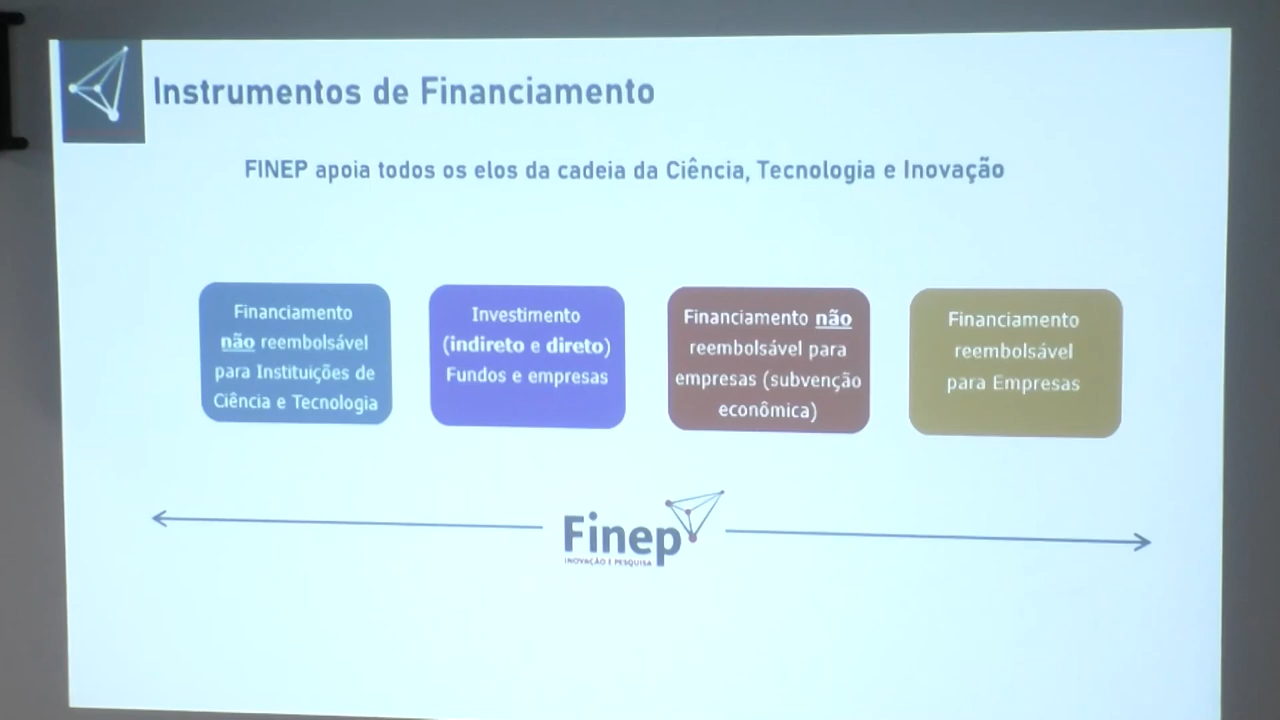 Instrumentos de Financiamento
FINEP apoia todos os elos da cadeia da Ciência, Tecnologia e Inovação
Financiamento
não reembolsável
para Instituições de
Ciência e Tecnologia
Investimento
(indireto e direto)
Fundos e empresas
Financiamento não
reembolsável para
empresas (subvenção
econômica)
Financiamento
reembolsável
para Empresas
Finep
INOVAÇÃO E PESQUISA